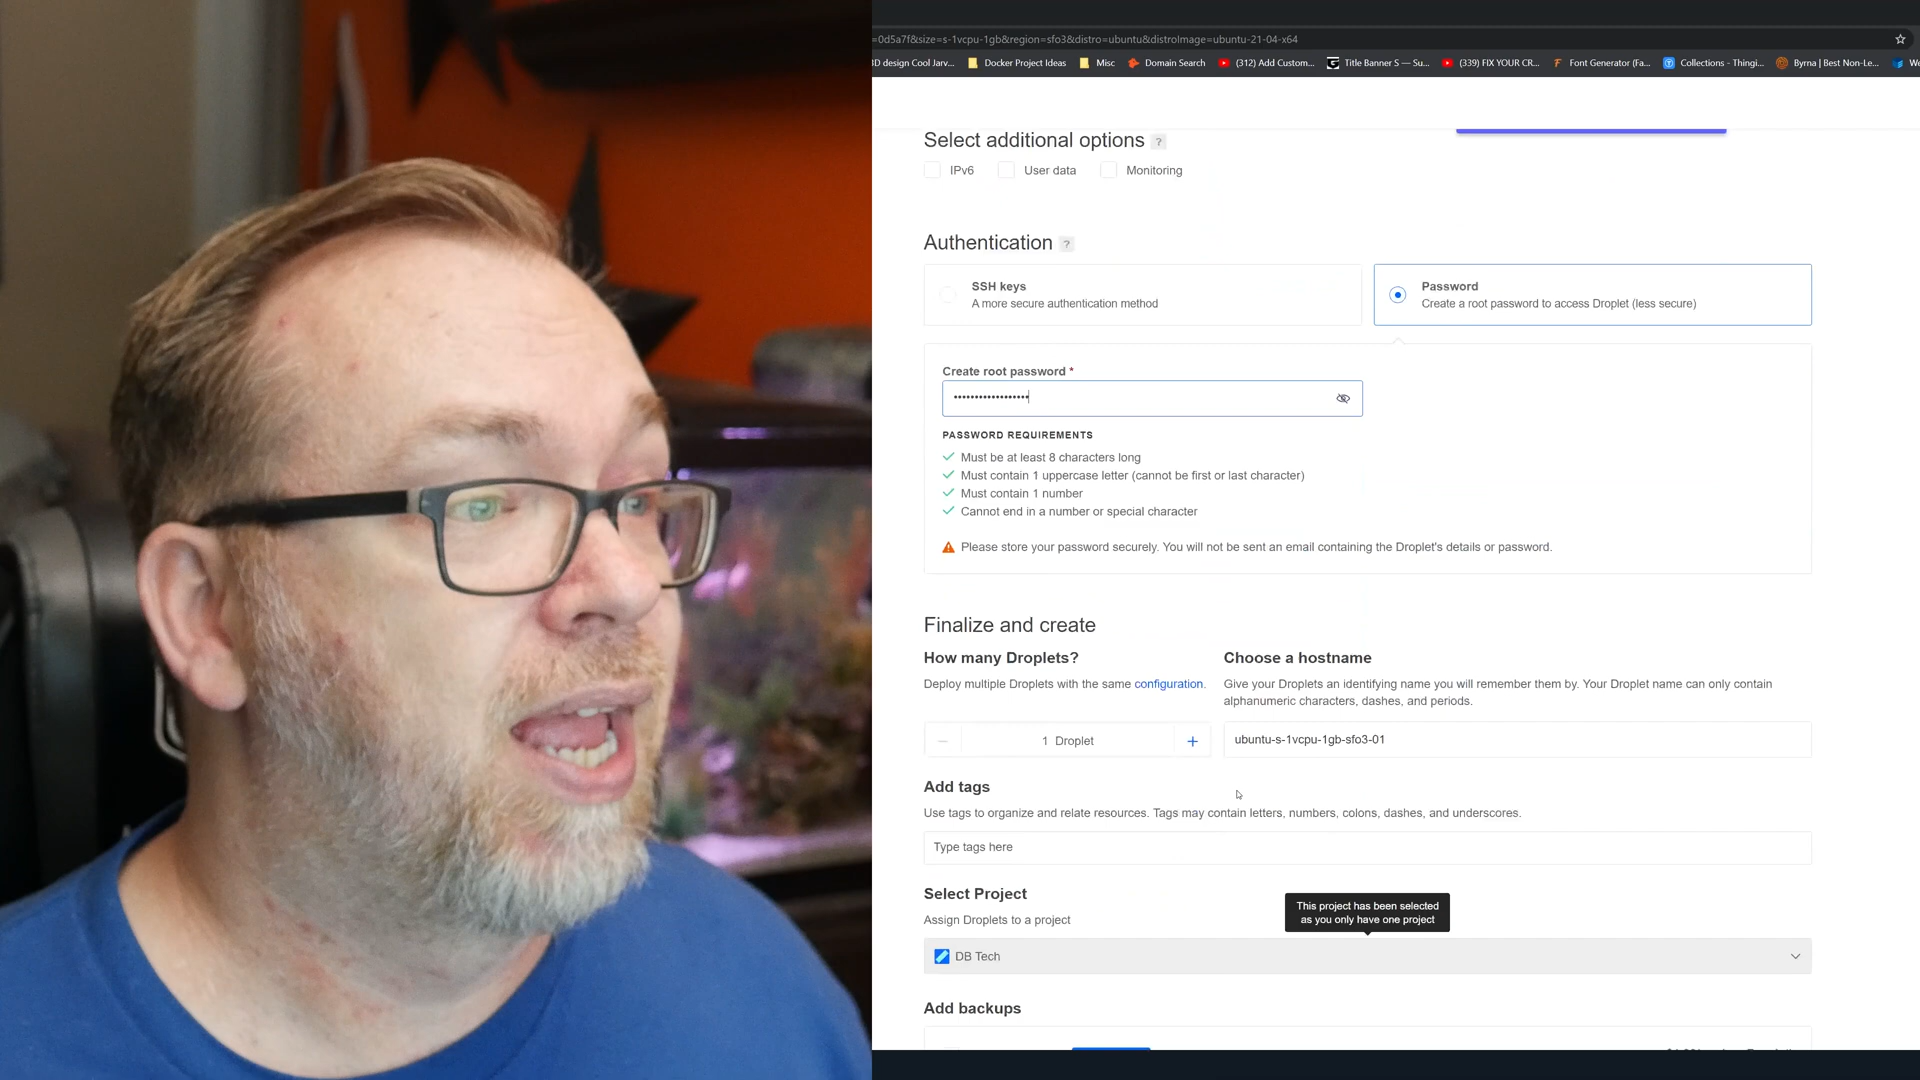 =0d5a7f&size=s-1vcpu-1gb&region=sfo3&distro=ubuntu&distroImage=ubuntu-21-04-x64
3D design Cool Jarv... Docker Project Ideas Misc Domain Search (312) Add Custom... Title Banner S — Su... (339) FIX YOUR CR... Font Generator (Fa... Collections - Thingi... Byrna | Best Non-Le... We
Select additional options ?
IPv6 User data Monitoring
Authentication ?
SSH keys
A more secure authentication method
Password
Create a root password to access Droplet (less secure)
Create root password *
••••••••••••••••••
PASSWORD REQUIREMENTS
Must be at least 8 characters long
Must contain 1 uppercase letter (cannot be first or last character)
Must contain 1 number
Cannot end in a number or special character
Please store your password securely. You will not be sent an email containing the Droplet's details or password.
Finalize and create
How many Droplets?
Deploy multiple Droplets with the same configuration.
1 Droplet
Choose a hostname
Give your Droplets an identifying name you will remember them by. Your Droplet name can only contain
alphanumeric characters, dashes, and periods.
ubuntu-s-1vcpu-1gb-sfo3-01
Add tags
Use tags to organize and relate resources. Tags may contain letters, numbers, colons, dashes, and underscores.
Type tags here
Select Project
Assign Droplets to a project
This project has been selected
as you only have one project
DB Tech
Add backups